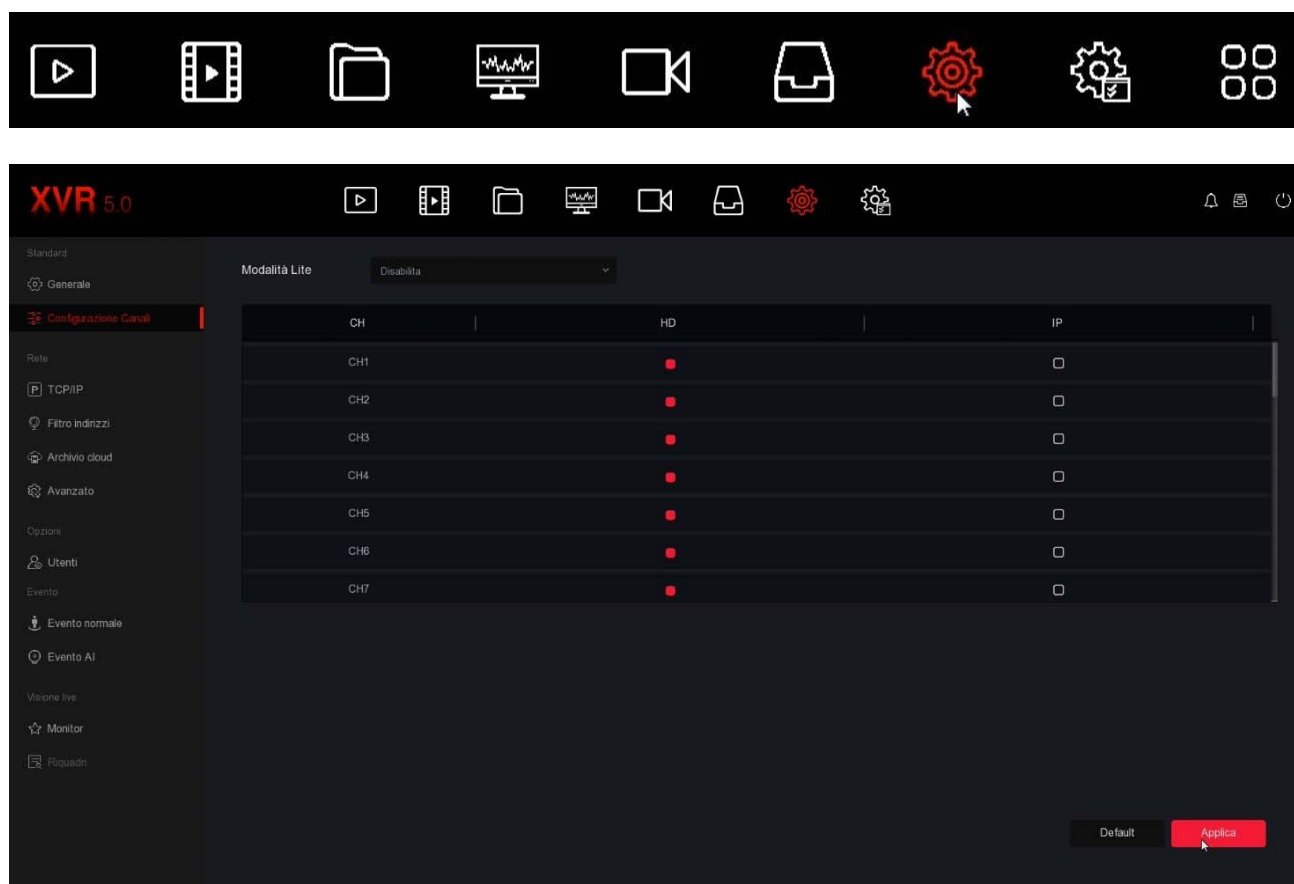 XVR 5.0
Standard
Generale
Configurazione Canali
Rete
P TCP/IP
Filtro indirizzi
Archivio cloud
Avanzato
Opzioni
Utenti
Evento
Evento normale
Evento AI
Visione live
Monitor
Riquadri
Modalità Lite Disabilita
CH HD IP
CH1
CH2
CH3
CH4
CH5
CH6
CH7
Default Applica